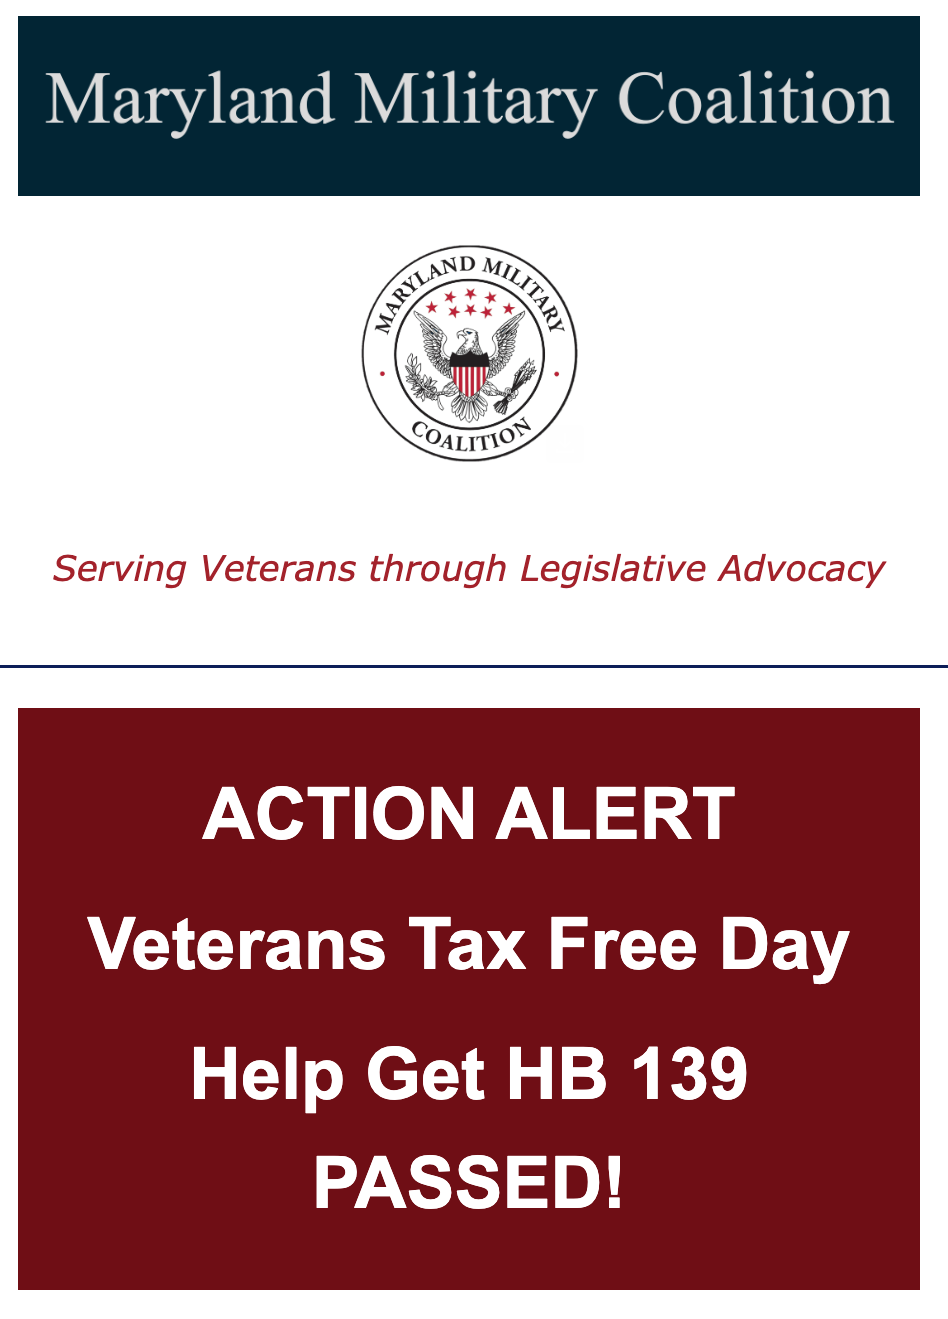 Maryland Military Coalition
MARYLAND MILITARY
COALITION
Serving Veterans through Legislative Advocacy
ACTION ALERT
Veterans Tax Free Day
Help Get HB 139
PASSED!